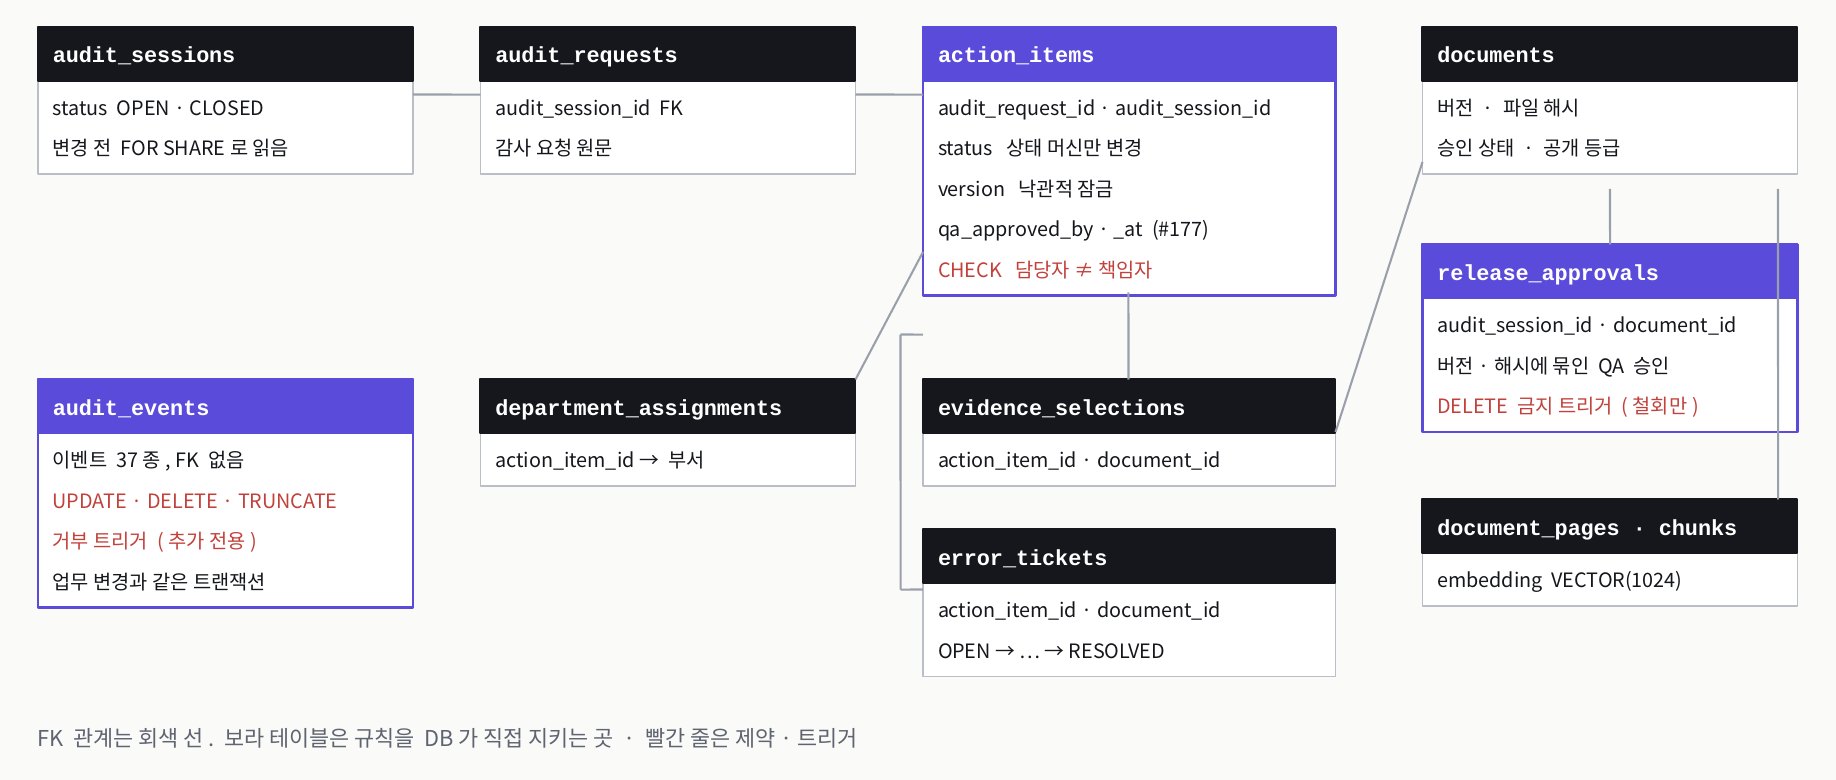 audit_sessions
status OPEN · CLOSED
변경 전 FOR SHARE 로 읽음
audit_requests
audit_session_id FK
감사 요청 원문
action_items
audit_request_id · audit_session_id
status 상태 머신만 변경
version 낙관적 잠금
qa_approved_by · _at (#177)
CHECK 담당자 ≠ 책임자
documents
버전 · 파일 해시
승인 상태 · 공개 등급
release_approvals
audit_session_id · document_id
버전 · 해시에 묶인 QA 승인
DELETE 금지 트리거 ( 철회만 )
audit_events
이벤트 37 종 , FK 없음
UPDATE · DELETE · TRUNCATE
거부 트리거 ( 추가 전용 )
업무 변경과 같은 트랜잭션
department_assignments
action_item_id → 부서
evidence_selections
action_item_id · document_id
error_tickets
action_item_id · document_id
OPEN → … → RESOLVED
document_pages · chunks
embedding VECTOR(1024)
FK 관계는 회색 선 . 보라 테이블은 규칙을 DB 가 직접 지키는 곳 · 빨간 줄은 제약 · 트리거